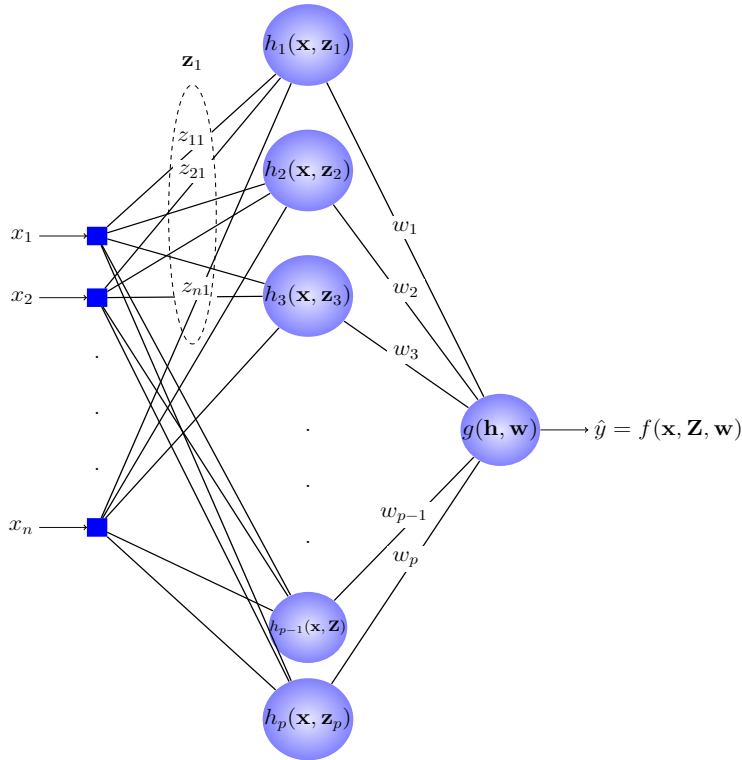 h₁(𝐱, 𝐳₁)
𝐳₁
z₁₁
z₂₁
h₂(𝐱, 𝐳₂)
w₁
x₁
w₂
x₂
zₙ₁
h₃(𝐱, 𝐳₃)
w₃
.
.
.
xₙ
.
.
.
g(𝐡, 𝐰)
ŷ = f(𝐱, 𝐙, 𝐰)
wₚ₋₁
wₚ
hₚ₋₁(𝐱, 𝐙)
hₚ(𝐱, 𝐳ₚ)